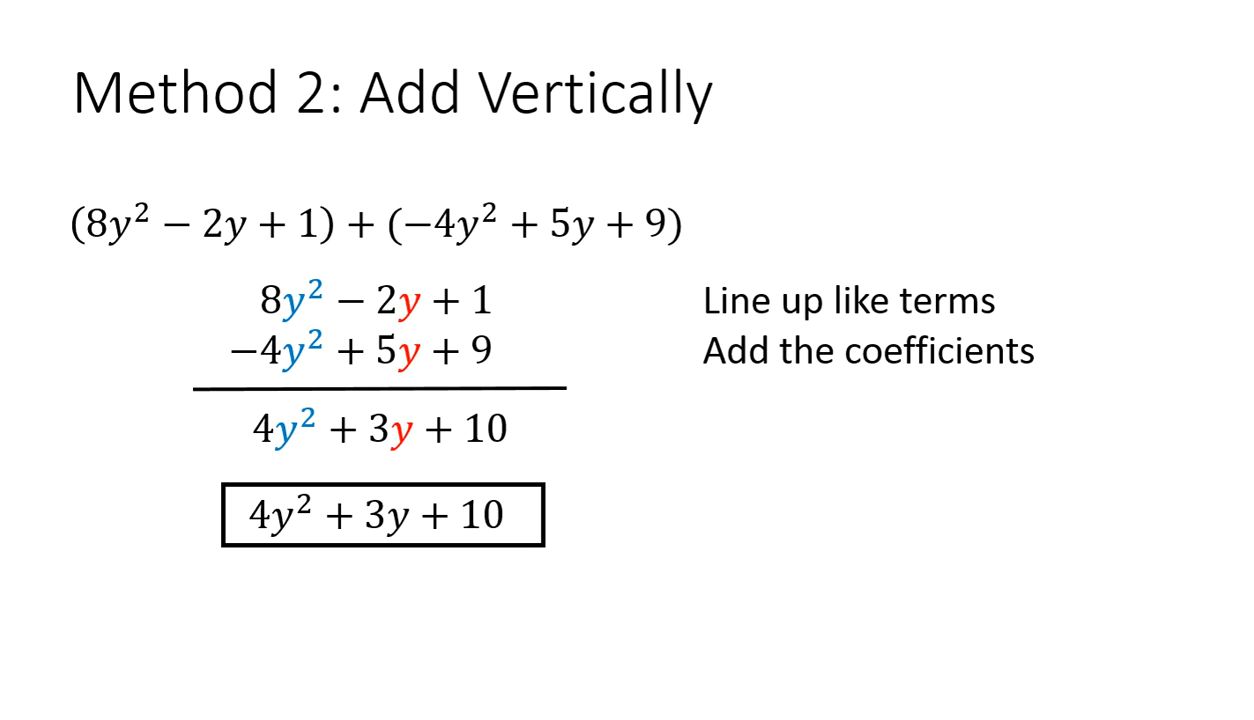 Method 2: Add Vertically
(8y² − 2y + 1) + (−4y² + 5y + 9)
8y² − 2y + 1
Line up like terms
−4y² + 5y + 9
Add the coefficients
4y² + 3y + 10
4y² + 3y + 10